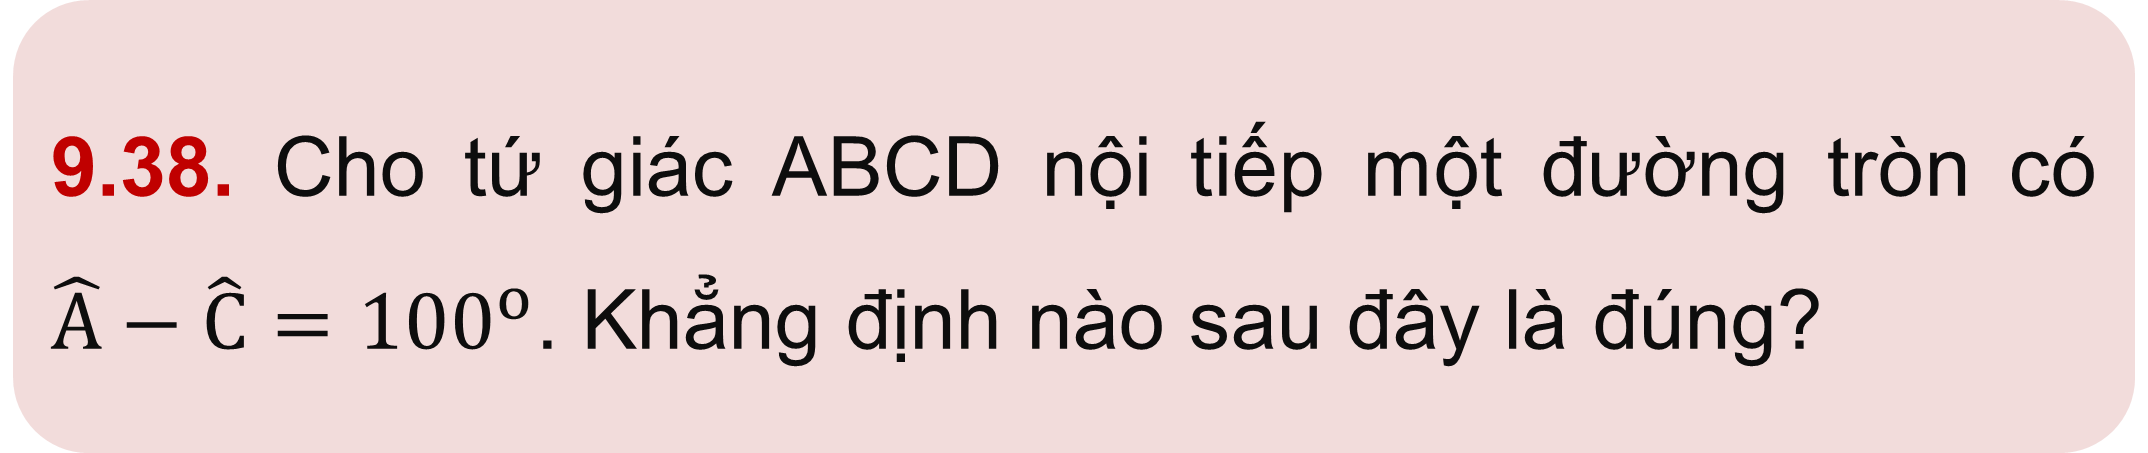 9.38. Cho tứ giác ABCD nội tiếp một đường tròn có
Â − Ĉ = 100º. Khẳng định nào sau đây là đúng?